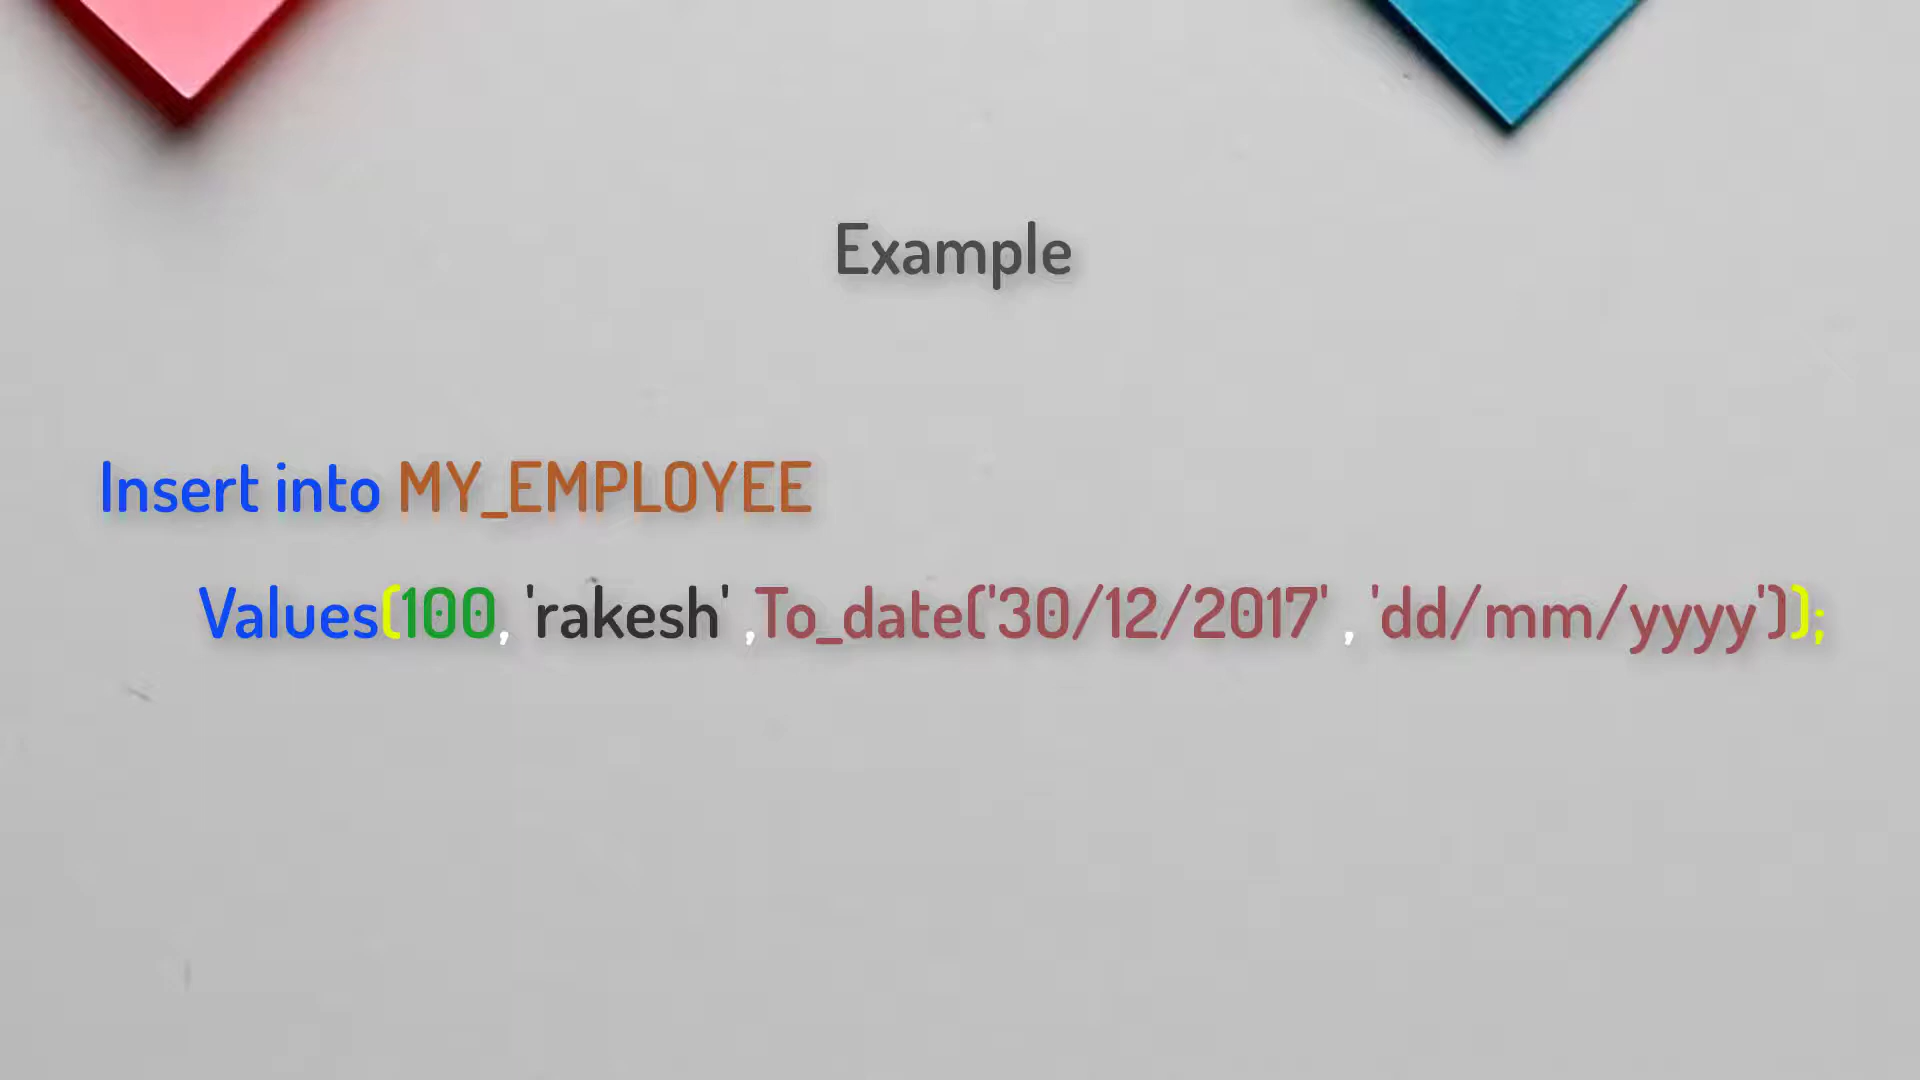 Example
Insert into MY_EMPLOYEE
Values(100, 'rakesh' ,To_date('30/12/2017' , 'dd/mm/yyyy'));